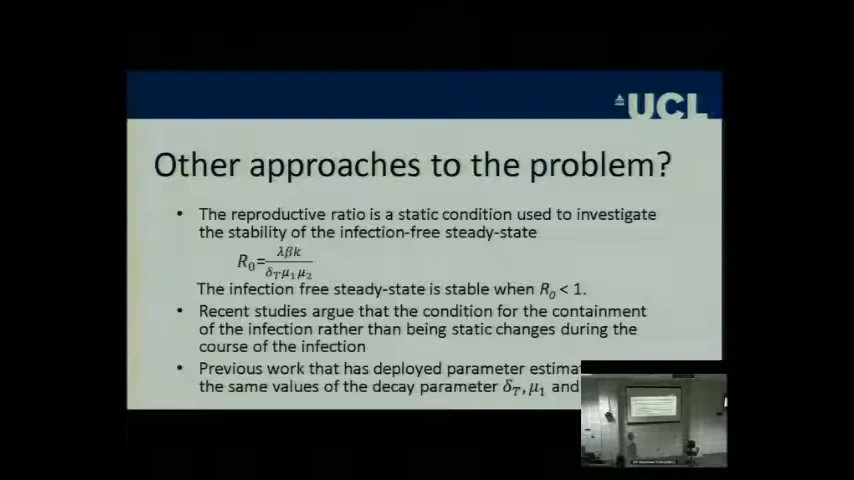 UCL
Other approaches to the problem?
• The reproductive ratio is a static condition used to investigate
the stability of the infection-free steady-state
R₀=λβk/δ_Tμ₁μ₂
The infection free steady-state is stable when R₀ < 1.
• Recent studies argue that the condition for the containment
of the infection rather than being static changes during the
course of the infection
• Previous work that has deployed parameter
the same values of the decay parameter δ_T, μ₁ and